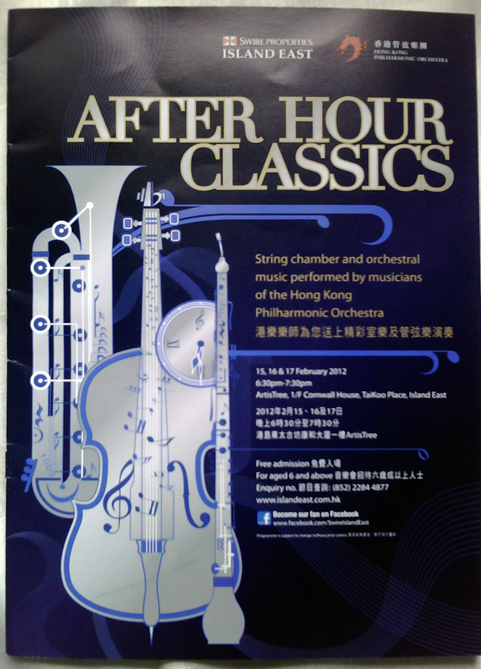 SWIRE PROPERTIES
ISLAND EAST
香港管弦樂團
HONG KONG
PHILHARMONIC ORCHESTRA
AFTER HOUR
CLASSICS
String chamber and orchestral
music performed by musicians
of the Hong Kong
Philharmonic Orchestra
港樂樂師為您送上精彩室樂及管弦樂演奏
15, 16 & 17 February 2012
6:30pm-7:30pm
ArtisTree, 1/F Cornwall House, TaiKoo Place, Island East
2012年2月15、16及17日
晚上6時30分至7時30分
港島東太古坊康和大廈一樓ArtisTree
Free admission 免費入場
For aged 6 and above 音樂會招待六歲或以上人士
Enquiry no. 節目查詢: (852) 2284 4877
www.islandeast.com.hk
Become our fan on Facebook
www.facebook.com/SwireIslandEast
Programme is subject to change without prior notice.